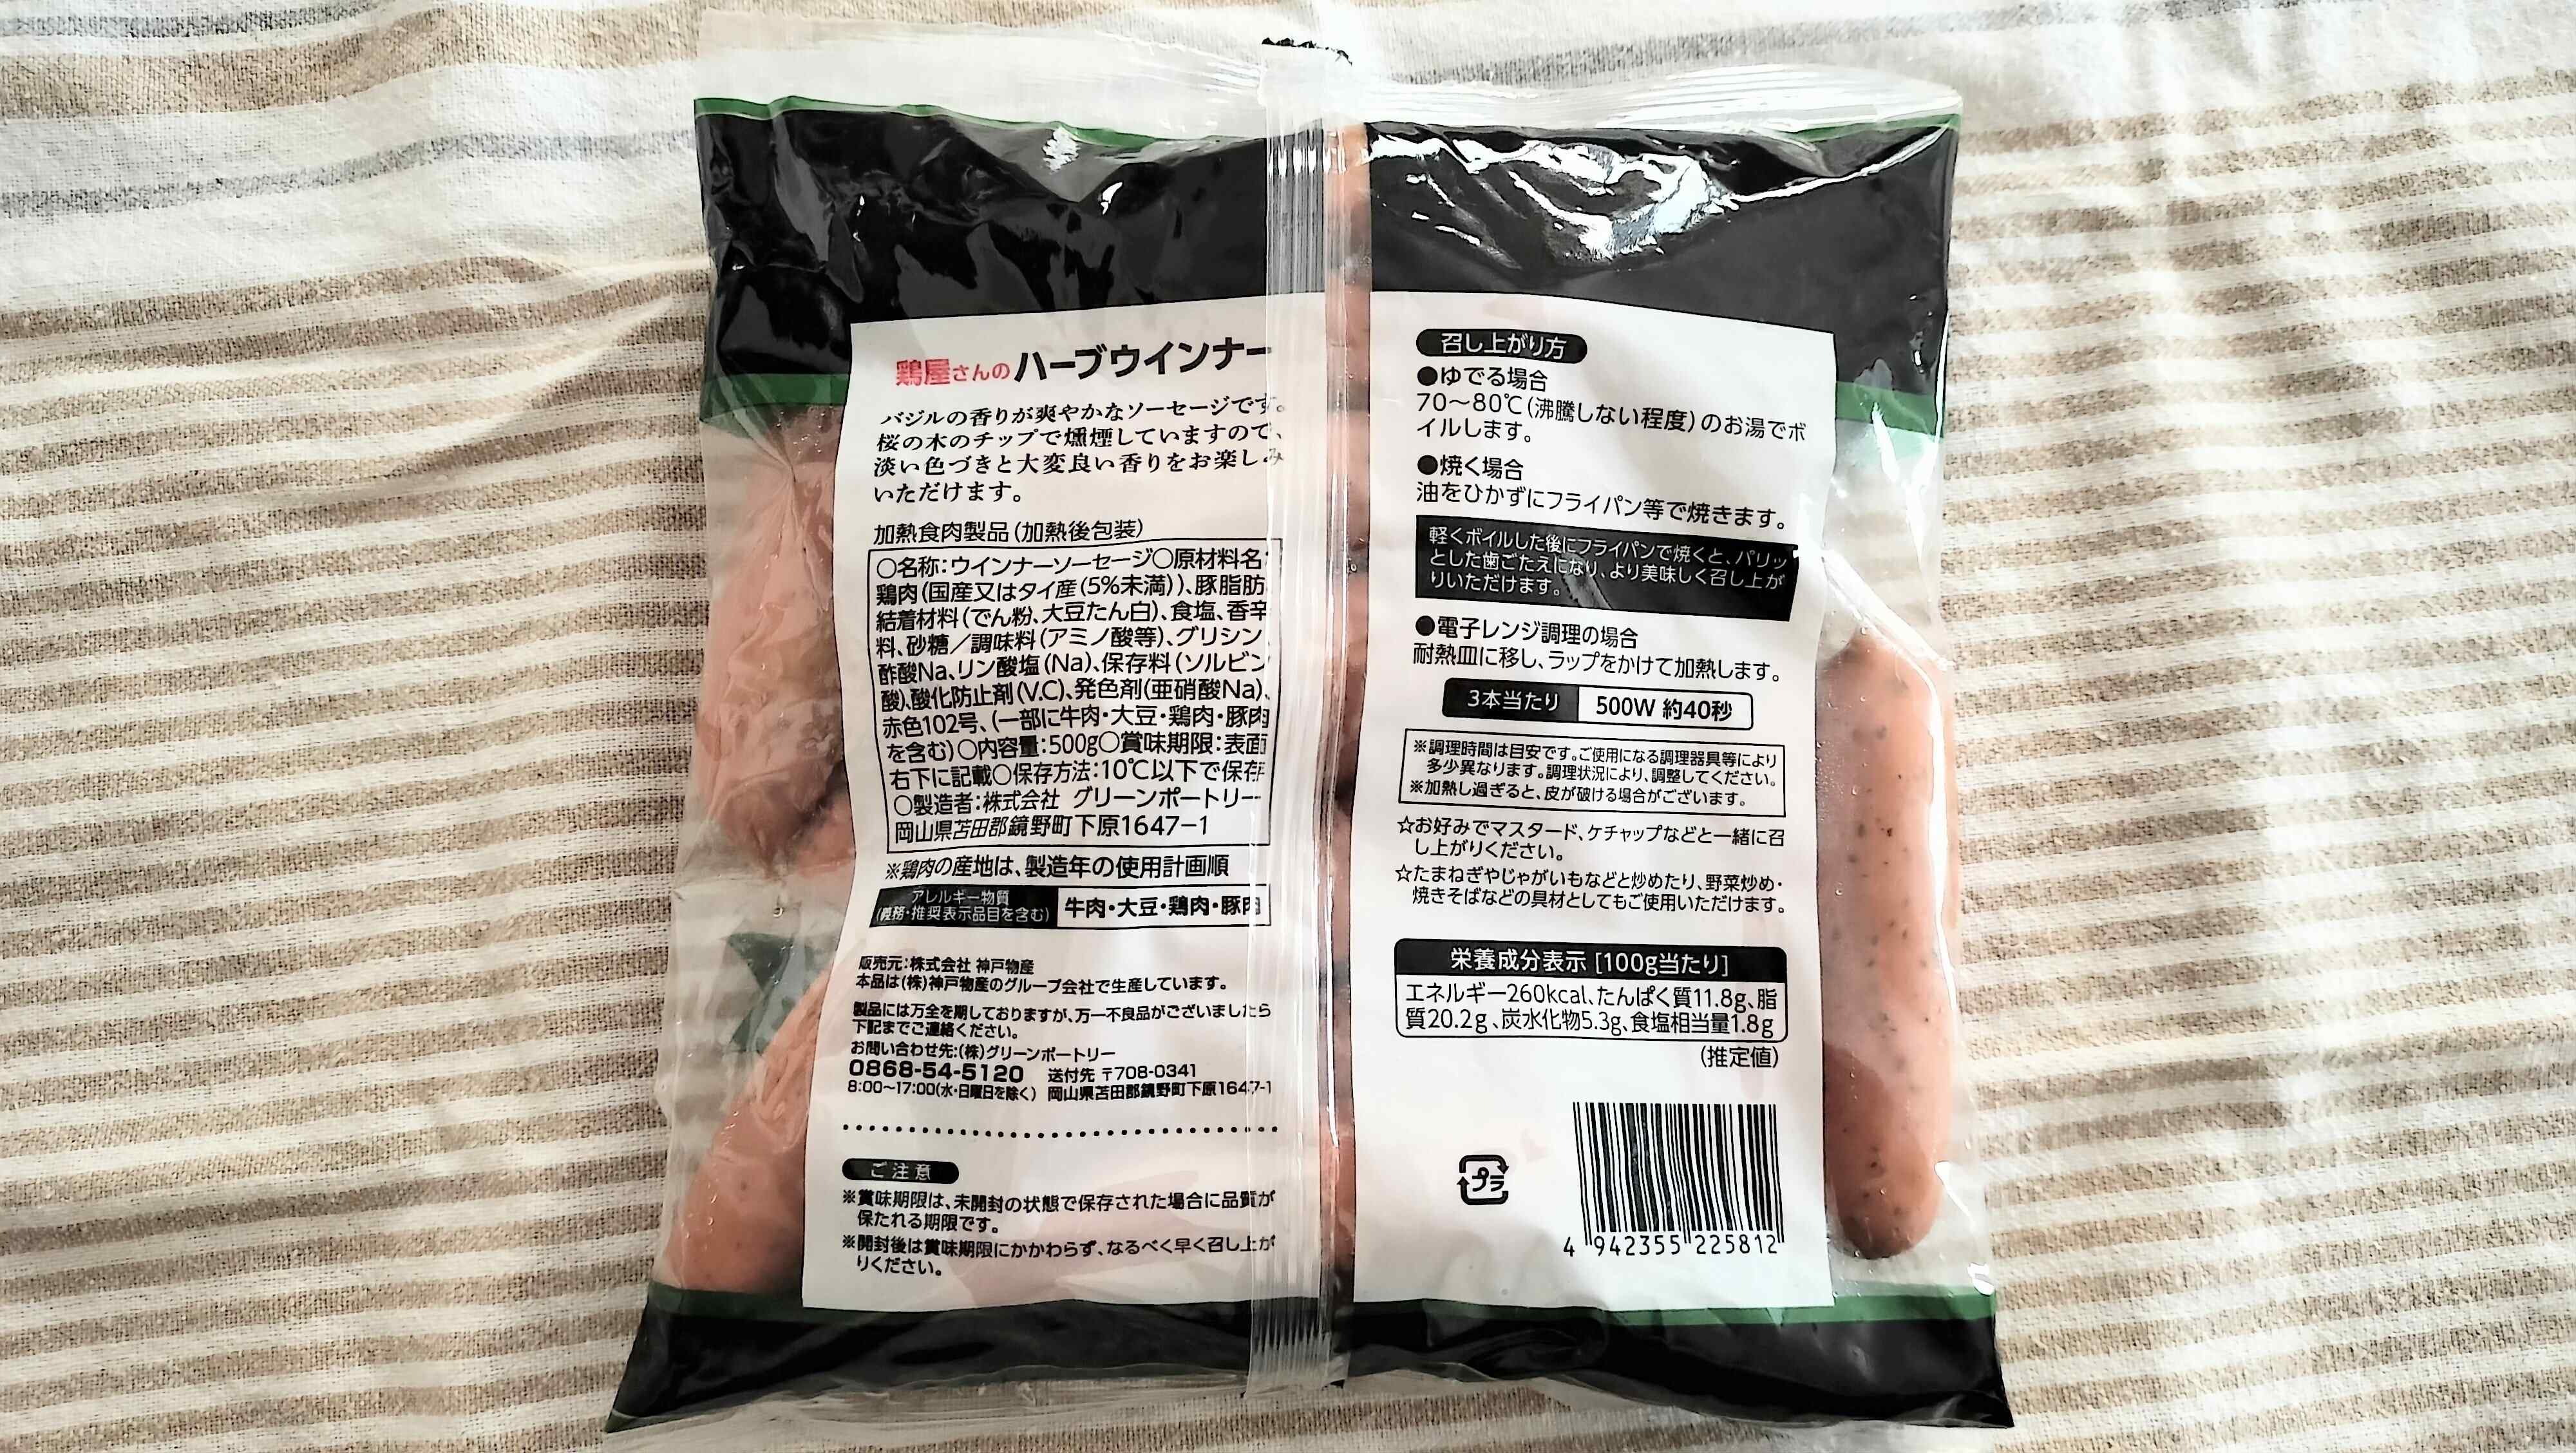 鶏屋さんのハーブウインナー
バジルの香りが爽やかなソーセージです。
桜の木のチップで燻煙していますので、
淡い色づきと大変良い香りをお楽しみ
いただけます。
加熱食肉製品(加熱後包装)
○名称:ウインナーソーセージ○原材料名:
鶏肉(国産又はタイ産(5%未満))、豚脂肪、
結着材料(でん粉、大豆たん白)、食塩、香辛
料、砂糖/調味料(アミノ酸等)、グリシン、
酢酸Na、リン酸塩(Na)、保存料(ソルビン
酸)、酸化防止剤(V.C)、発色剤(亜硝酸Na)、
赤色102号、(一部に牛肉・大豆・鶏肉・豚肉
を含む)○内容量:500g○賞味期限:表面
右下に記載○保存方法:10℃以下で保存
○製造者:株式会社 グリーンポートリー
岡山県苫田郡鏡野町下原1647-1
※鶏肉の産地は、製造年の使用計画順
アレルギー物質
(義務・推奨表示品目を含む)
牛肉・大豆・鶏肉・豚肉
販売元:株式会社 神戸物産
本品は(株)神戸物産のグループ会社で生産しています。
製品には万全を期しておりますが、万一不良品がございましたら
下記までご連絡ください。
お問い合わせ先:(株)グリーンポートリー
0868-54-5120 送付先 〒708-0341
8:00〜17:00(水・日曜日を除く) 岡山県苫田郡鏡野町下原1647-1
ご注意
※賞味期限は、未開封の状態で保存された場合に品質が
保たれる期限です。
※開封後は賞味期限にかかわらず、なるべく早く召し上が
りください。
召し上がり方
●ゆでる場合
70〜80℃(沸騰しない程度)のお湯でボ
イルします。
●焼く場合
油をひかずにフライパン等で焼きます。
軽くボイルした後にフライパンで焼くと、パリッ
とした歯ごたえになり、より美味しく召し上が
りいただけます。
●電子レンジ調理の場合
耐熱皿に移し、ラップをかけて加熱します。
3本当たり 500W 約40秒
※調理時間は目安です。ご使用になる調理器具等により
多少異なります。調理状況により、調整してください。
※加熱し過ぎると、皮が破ける場合がございます。
☆お好みでマスタード、ケチャップなどと一緒に召
し上がりください。
☆たまねぎやじゃがいもなどと炒めたり、野菜炒め・
焼きそばなどの具材としてもご使用いただけます。
栄養成分表示 [100g当たり]
エネルギー260kcal、たんぱく質11.8g、脂
質20.2g、炭水化物5.3g、食塩相当量1.8g
(推定値)
プラ
4 942355 225812